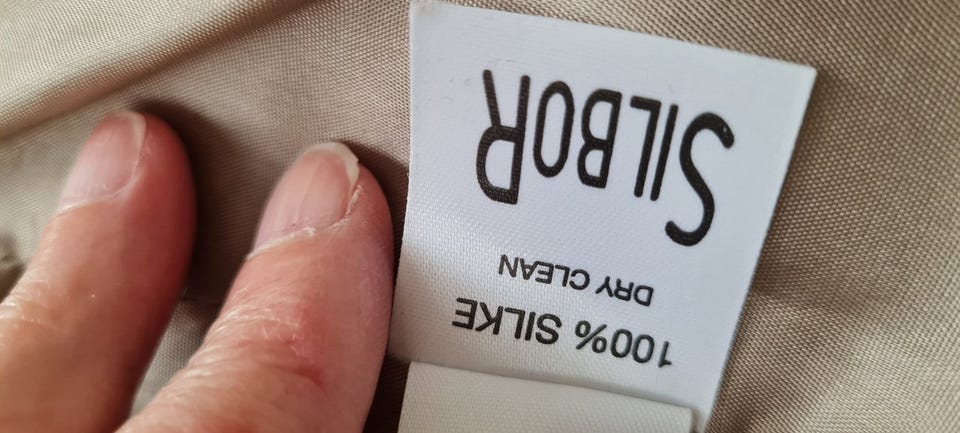 100% SILKE
DRY CLEAN
SILBOR